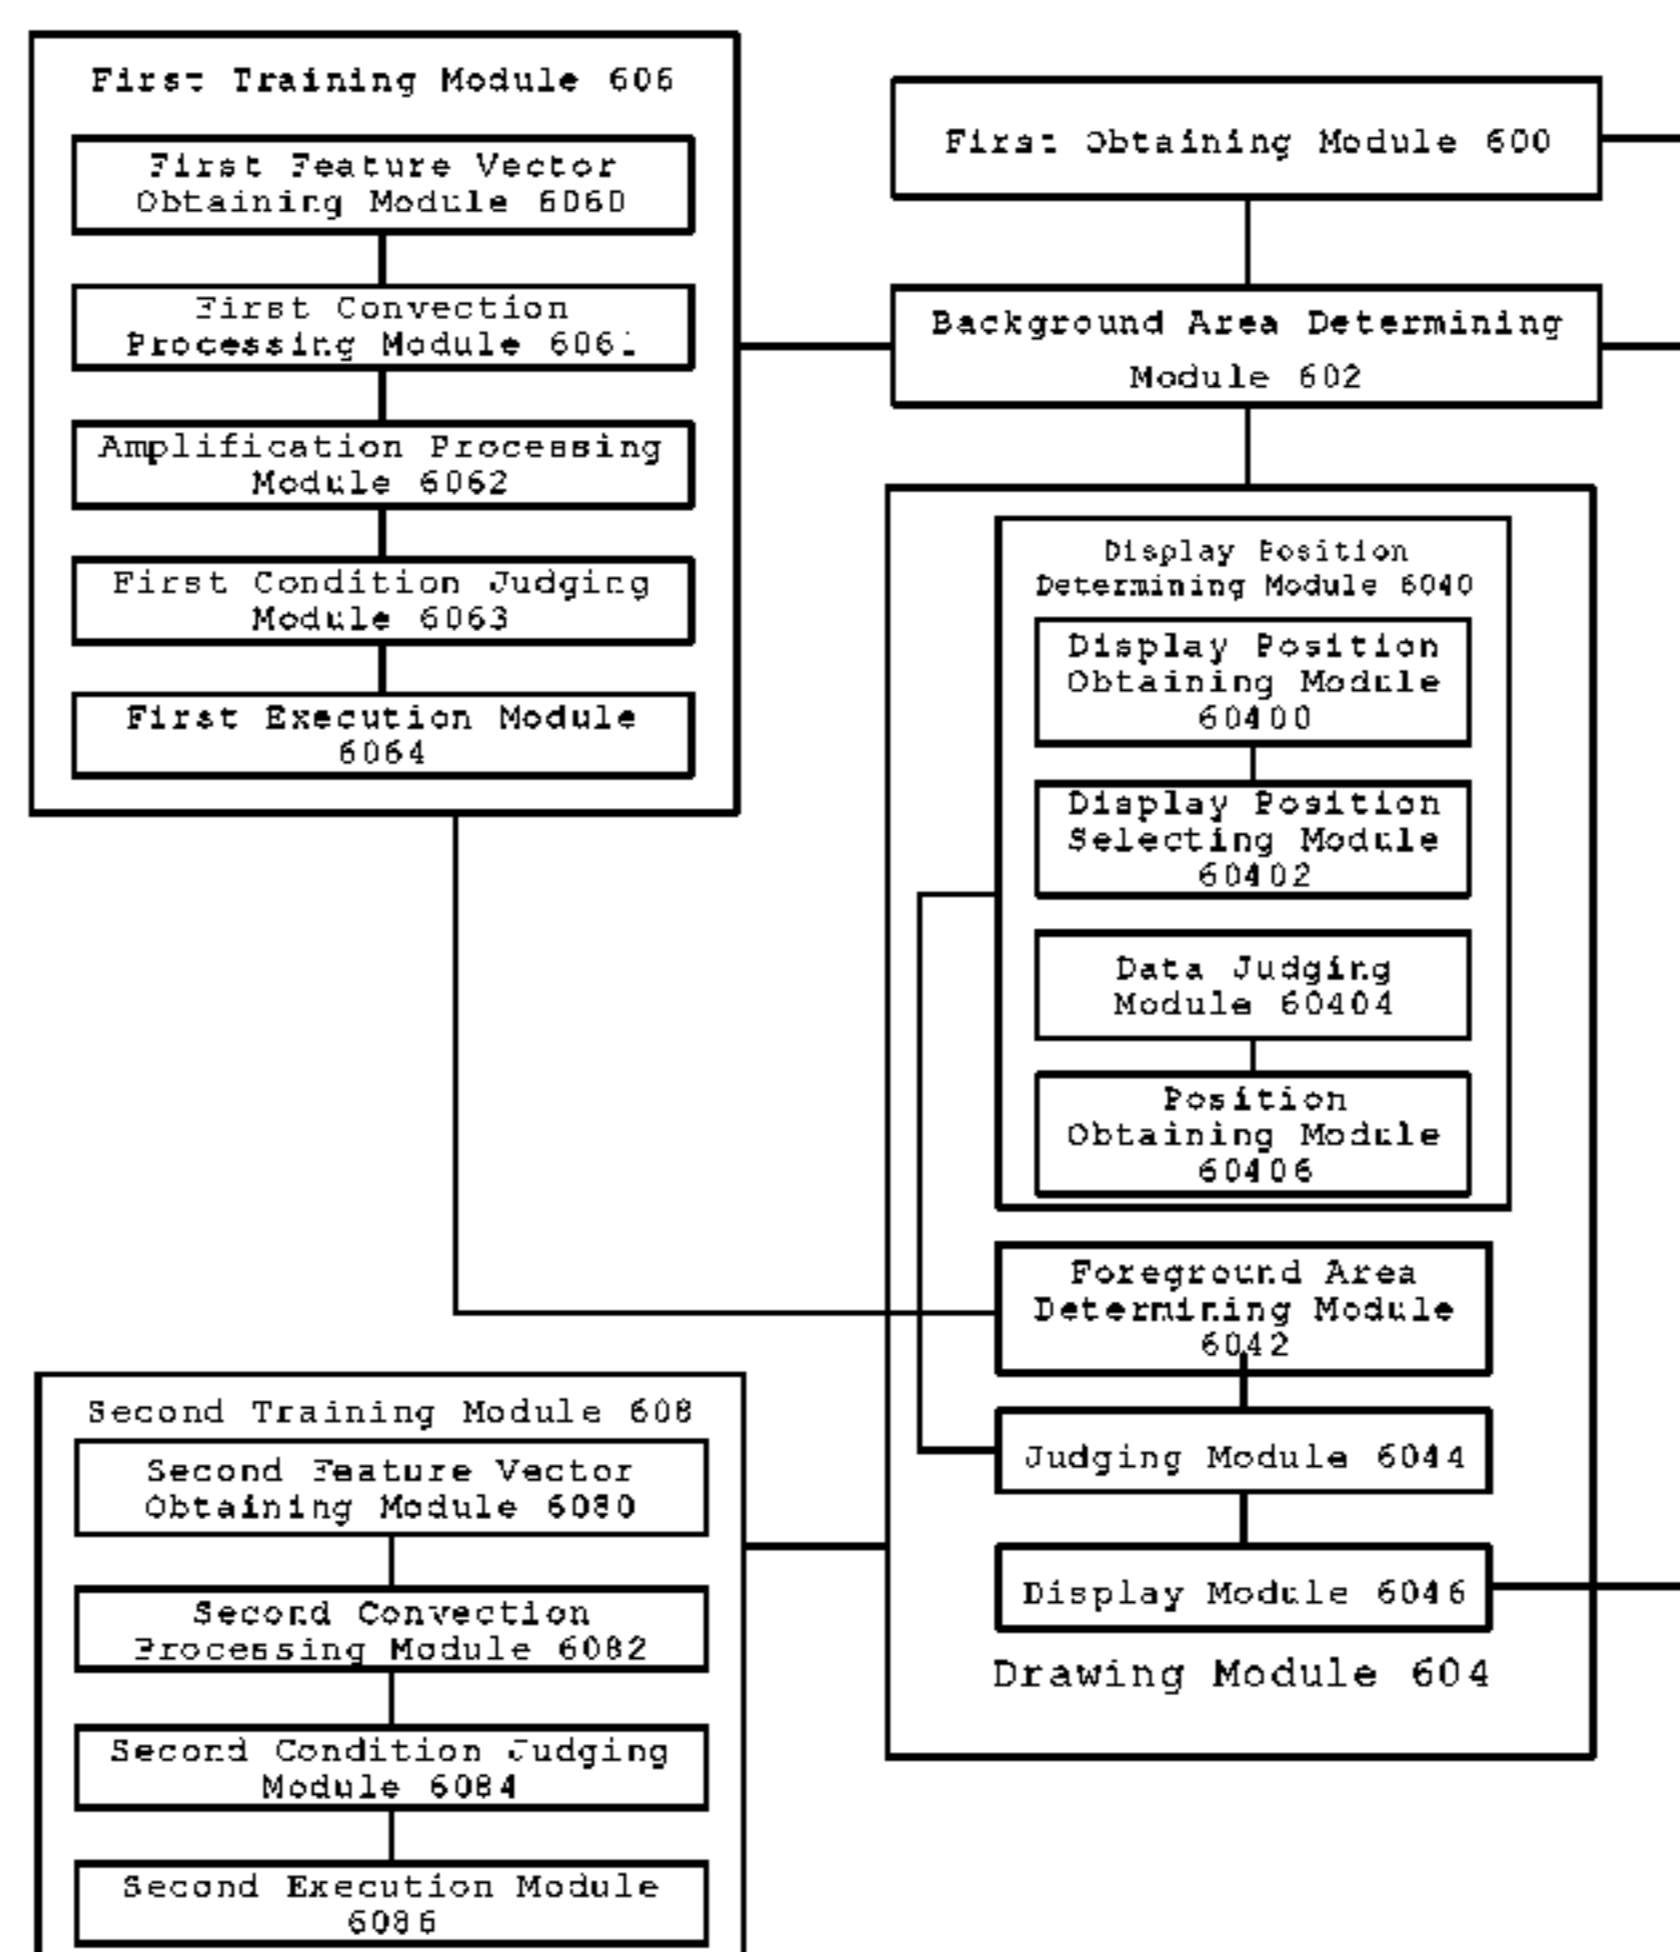 First Training Module 606
First Feature Vector
Obtaining Module 6060
First Convection
Processing Module 6061
Amplification Processing
Module 6062
First Condition Judging
Module 6063
First Execution Module
6064
First Obtaining Module 600
Background Area Determining
Module 602
Display Position
Determining Module 6040
Display Position
Obtaining Module
60400
Display Position
Selecting Module
60402
Data Judging
Module 60404
Position
Obtaining Module
60406
Foreground Area
Determining Module
6042
Judging Module 6044
Display Module 6046
Drawing Module 604
Second Training Module 608
Second Feature Vector
Obtaining Module 6080
Second Convection
Processing Module 6082
Second Condition Judging
Module 6084
Second Execution Module
6086